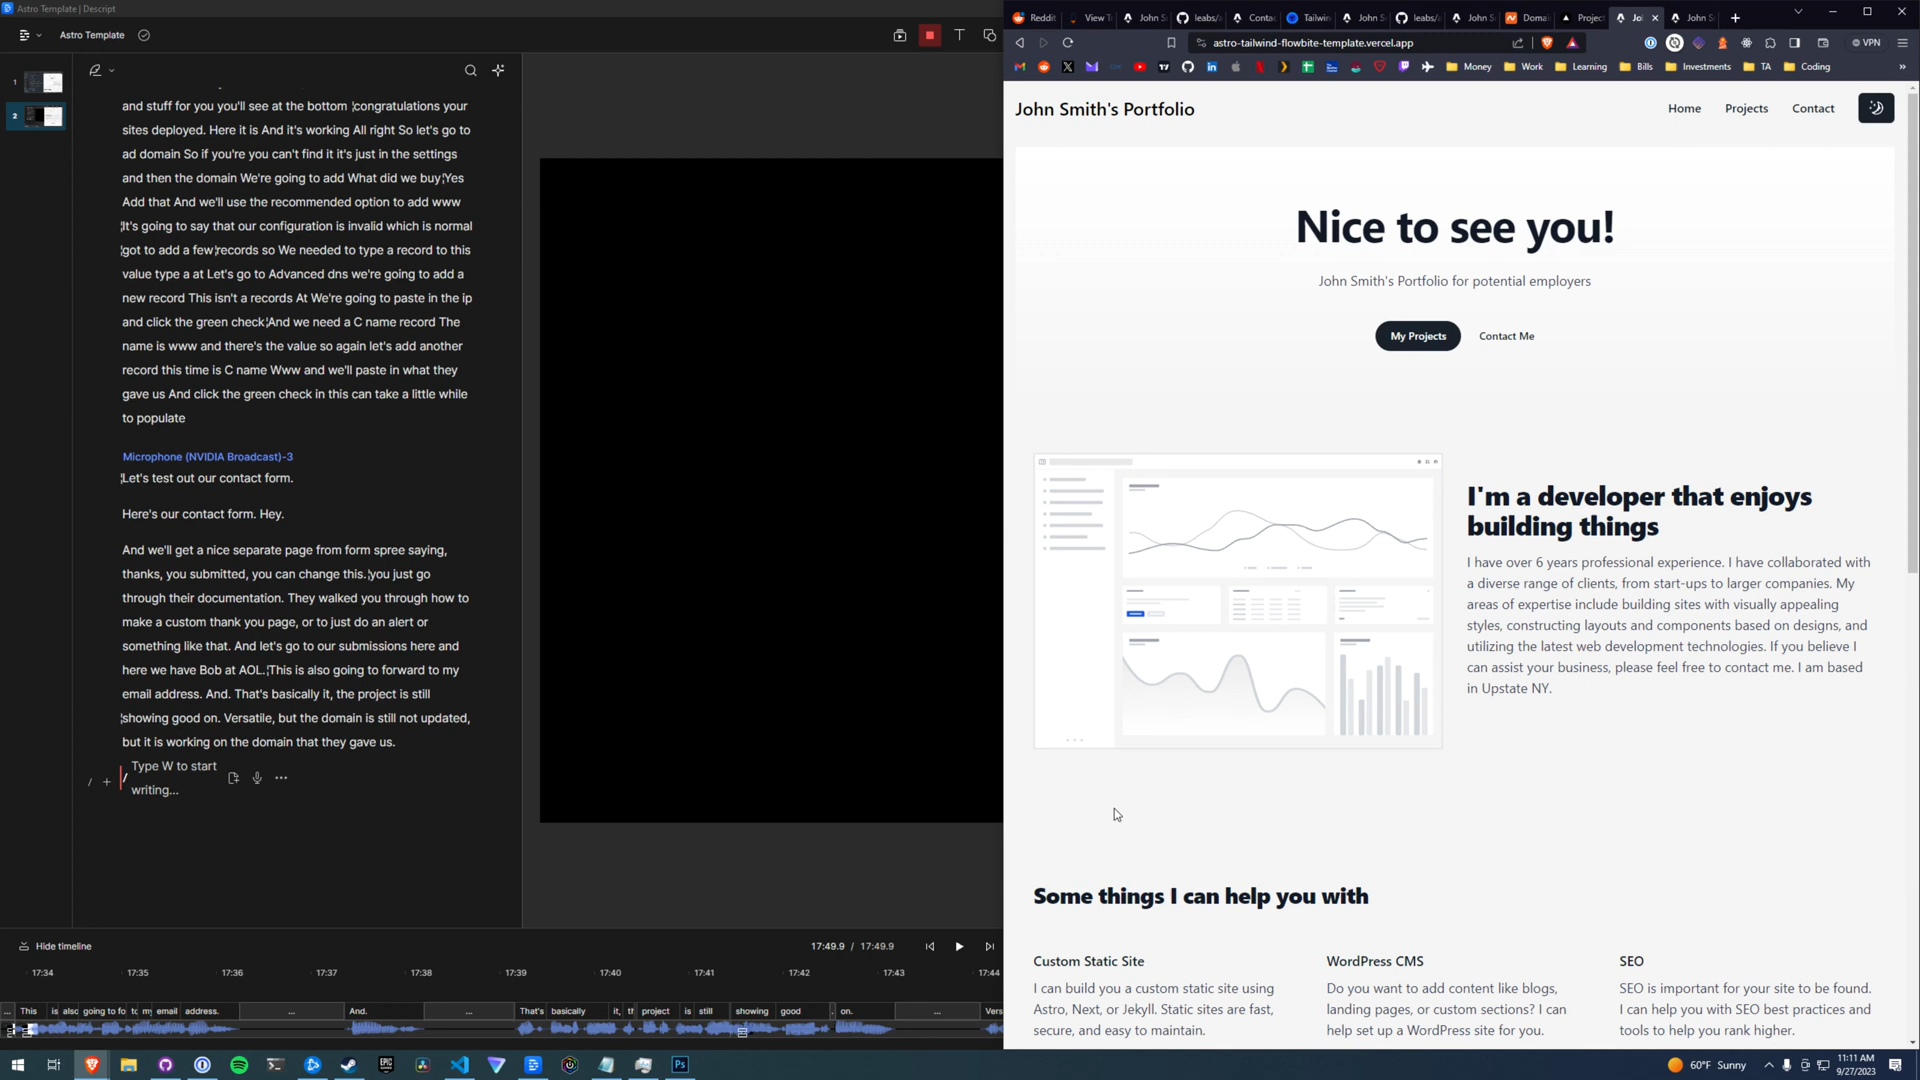 Astro Template | Descript
Astro Template
and stuff for you you'll see at the bottom congratulations your
sites deployed. Here it is And it's working All right So let's go to
ad domain So if you're you can't find it it's just in the settings
and then the domain We're going to add What did we buy Yes
Add that And we'll use the recommended option to add www
It's going to say that our configuration is invalid which is normal
got to add a few records so We needed to type a record to this
value type a at Let's go to Advanced dns we're going to add a
new record This isn't a records At We're going to paste in the ip
and click the green check And we need a C name record The
name is www and there's the value so again let's add another
record this time is C name Www and we'll paste in what they
gave us And click the green check in this can take a little while
to populate
Microphone (NVIDIA Broadcast)-3
Let's test out our contact form.
Here's our contact form. Hey.
And we'll get a nice separate page from form spree saying,
thanks, you submitted, you can change this. you just go
through their documentation. They walked you through how to
make a custom thank you page, or to just do an alert or
something like that. And let's go to our submissions here and
here we have Bob at AOL. This is also going to forward to my
email address. And. That's basically it, the project is still
showing good on. Versatile, but the domain is still not updated,
but it is working on the domain that they gave us.
/ + / Type W to start
writing...
1
2
Hide timeline
17:49.9 / 17:49.9
17:34 17:35 17:36 17:37 17:38 17:39 17:40 17:41 17:42 17:43 17:44
... This is also going to fo my email address. ... And. ... That's basically it, project is still showing good on. ... Vers
Reddit View T John S leabs/ Contac Tailwin John S leabs/ John S Domai Project Jo John S
astro-tailwind-flowbite-template.vercel.app
VPN
Money Work Learning Bills Investments TA Coding
John Smith's Portfolio
Home Projects Contact
Nice to see you!
John Smith's Portfolio for potential employers
My Projects Contact Me
I'm a developer that enjoys
building things
I have over 6 years professional experience. I have collaborated with
a diverse range of clients, from start-ups to larger companies. My
areas of expertise include building sites with visually appealing
styles, constructing layouts and components based on designs, and
utilizing the latest web development technologies. If you believe I
can assist your business, please feel free to contact me. I am based
in Upstate NY.
Some things I can help you with
Custom Static Site
I can build you a custom static site using
Astro, Next, or Jekyll. Static sites are fast,
secure, and easy to maintain.
WordPress CMS
Do you want to add content like blogs,
landing pages, or custom sections? I can
help set up a WordPress site for you.
SEO
SEO is important for your site to be found.
I can help you with SEO best practices and
tools to help you rank higher.
60°F Sunny
11:11 AM
9/27/2023